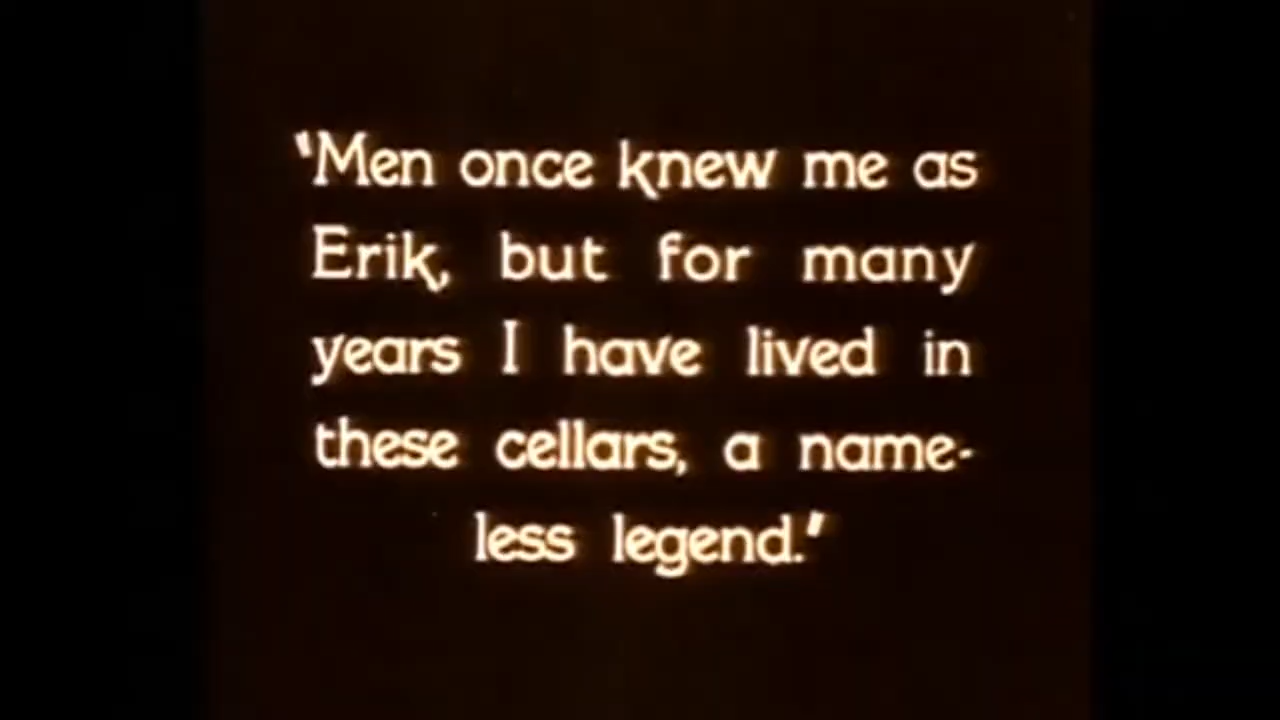 "Men once knew me as
Erik, but for many
years I have lived in
these cellars, a name-
less legend."